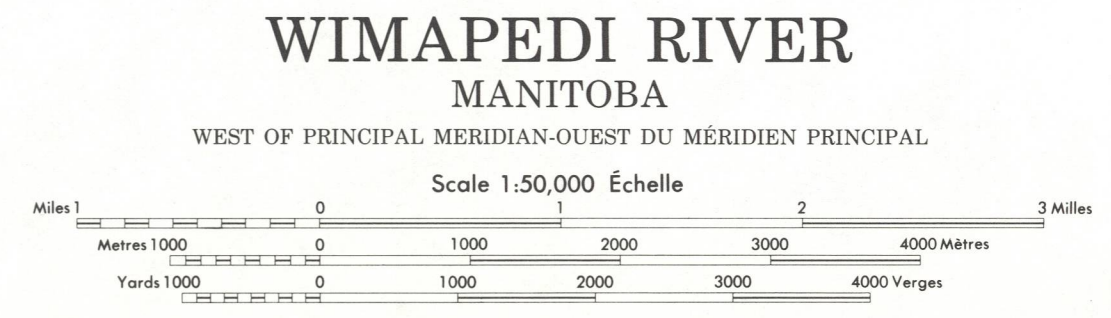 WIMAPEDI RIVER
MANITOBA
WEST OF PRINCIPAL MERIDIAN-OUEST DU MÉRIDIEN PRINCIPAL
Scale 1:50,000 Échelle
Miles 1 0 1 2 3 Milles
Metres 1000 0 1000 2000 3000 4000 Mètres
Yards 1000 0 1000 2000 3000 4000 Verges